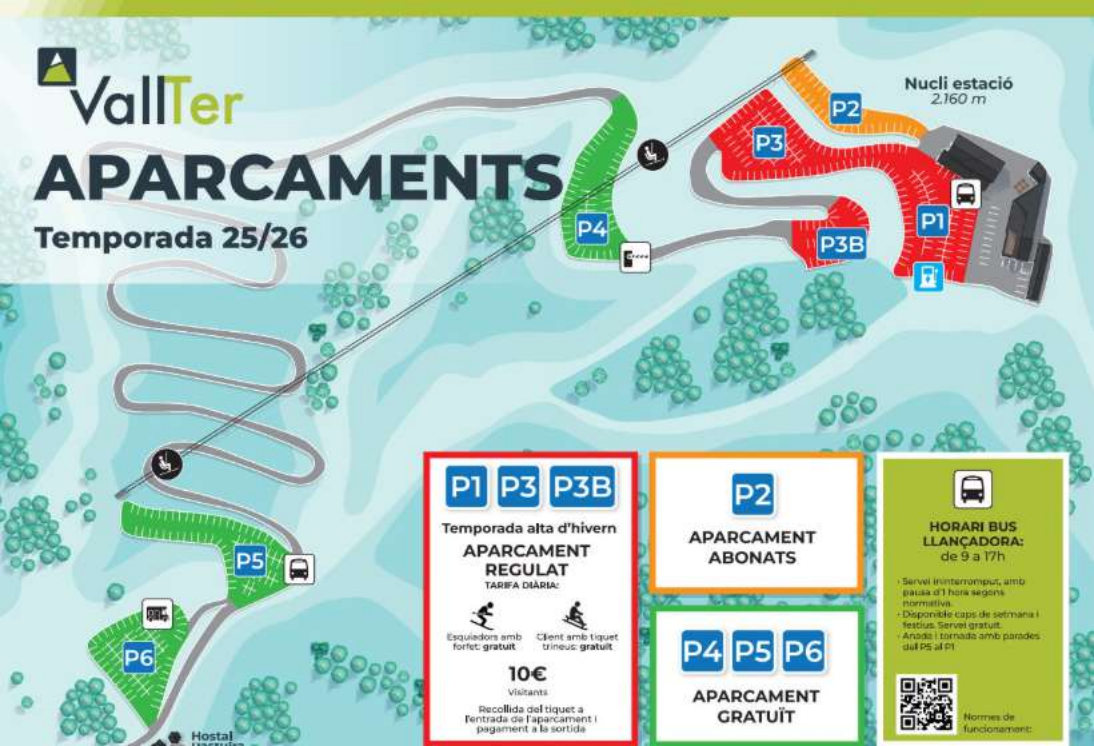 VallTer
APARCAMENTS
Temporada 25/26
Nucli estació
2.160 m
P2
P3
P1
P4
P3B
P5
P6
Hostal
P1 P3 P3B
Temporada alta d'hivern
APARCAMENT
REGULAT
TARIFA DIÀRIA:
Esquiadors amb
forfet: gratuït
Client amb tiquet
trineus: gratuït
10€
Visitants
Recollida del tiquet a
l'entrada de l'aparcament i
pagament a la sortida
P2
APARCAMENT
ABONATS
P4 P5 P6
APARCAMENT
GRATUÏT
HORARI BUS
LLANÇADORA:
de 9 a 17h
· Servei ininterromput, amb
pausa d'1 hora segons
normativa.
· Disponible caps de setmana i
festius. Servei gratuït.
· Anada i tornada amb parades
del P5 al P1
Normes de
funcionament: